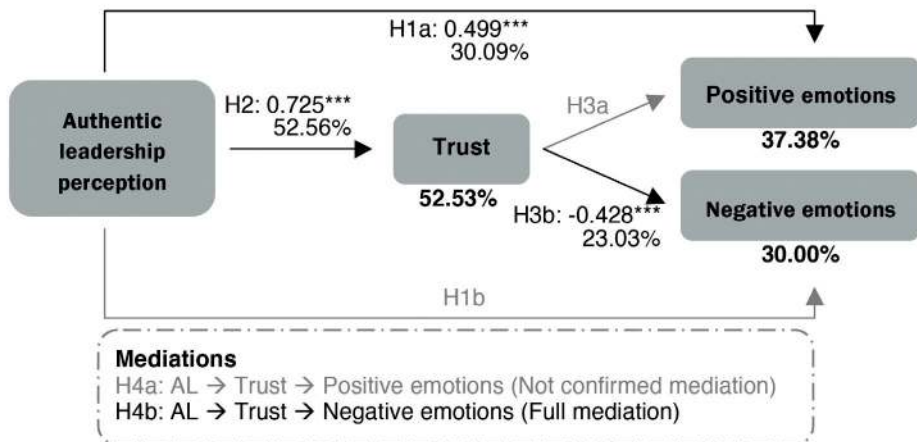 H1a: 0.499***
30.09%
Authentic
leadership
perception
H2: 0.725***
52.56%
Trust
52.53%
H3a
Positive emotions
37.38%
H3b: -0.428***
23.03%
Negative emotions
30.00%
H1b
Mediations
H4a: AL → Trust → Positive emotions (Not confirmed mediation)
H4b: AL → Trust → Negative emotions (Full mediation)